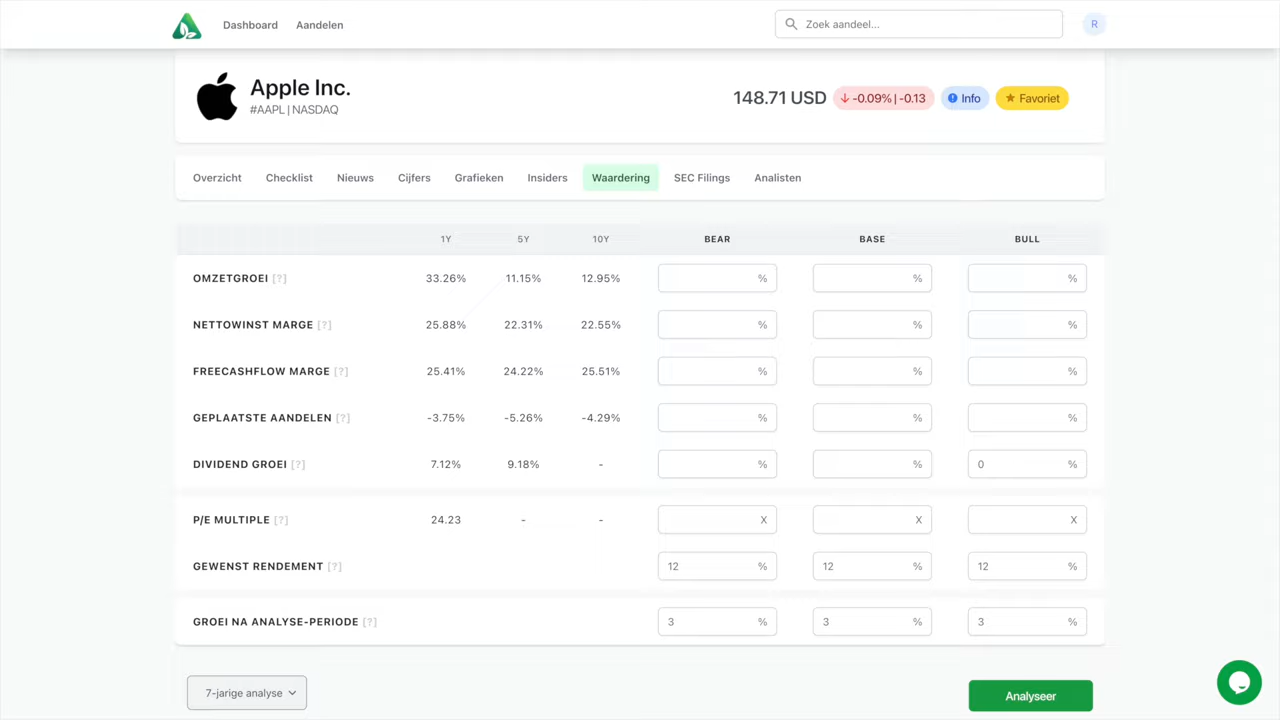 Dashboard Aandelen Zoek aandeel... R
Apple Inc.
#AAPL | NASDAQ
148.71 USD -0.09% | -0.13 Info Favoriet
Overzicht Checklist Nieuws Cijfers Grafieken Insiders Waardering SEC Filings Analisten
1Y 5Y 10Y BEAR BASE BULL
OMZETGROEI [?] 33.26% 11.15% 12.95% % % %
NETTOWINST MARGE [?] 25.88% 22.31% 22.55% % % %
FREECASHFLOW MARGE [?] 25.41% 24.22% 25.51% % % %
GEPLAATSTE AANDELEN [?] -3.75% -5.26% -4.29% % % %
DIVIDEND GROEI [?] 7.12% 9.18% - % % 0 %
P/E MULTIPLE [?] 24.23 - - X X X
GEWENST RENDEMENT [?] 12 % 12 % 12 %
GROEI NA ANALYSE-PERIODE [?] 3 % 3 % 3 %
7-jarige analyse Analyseer